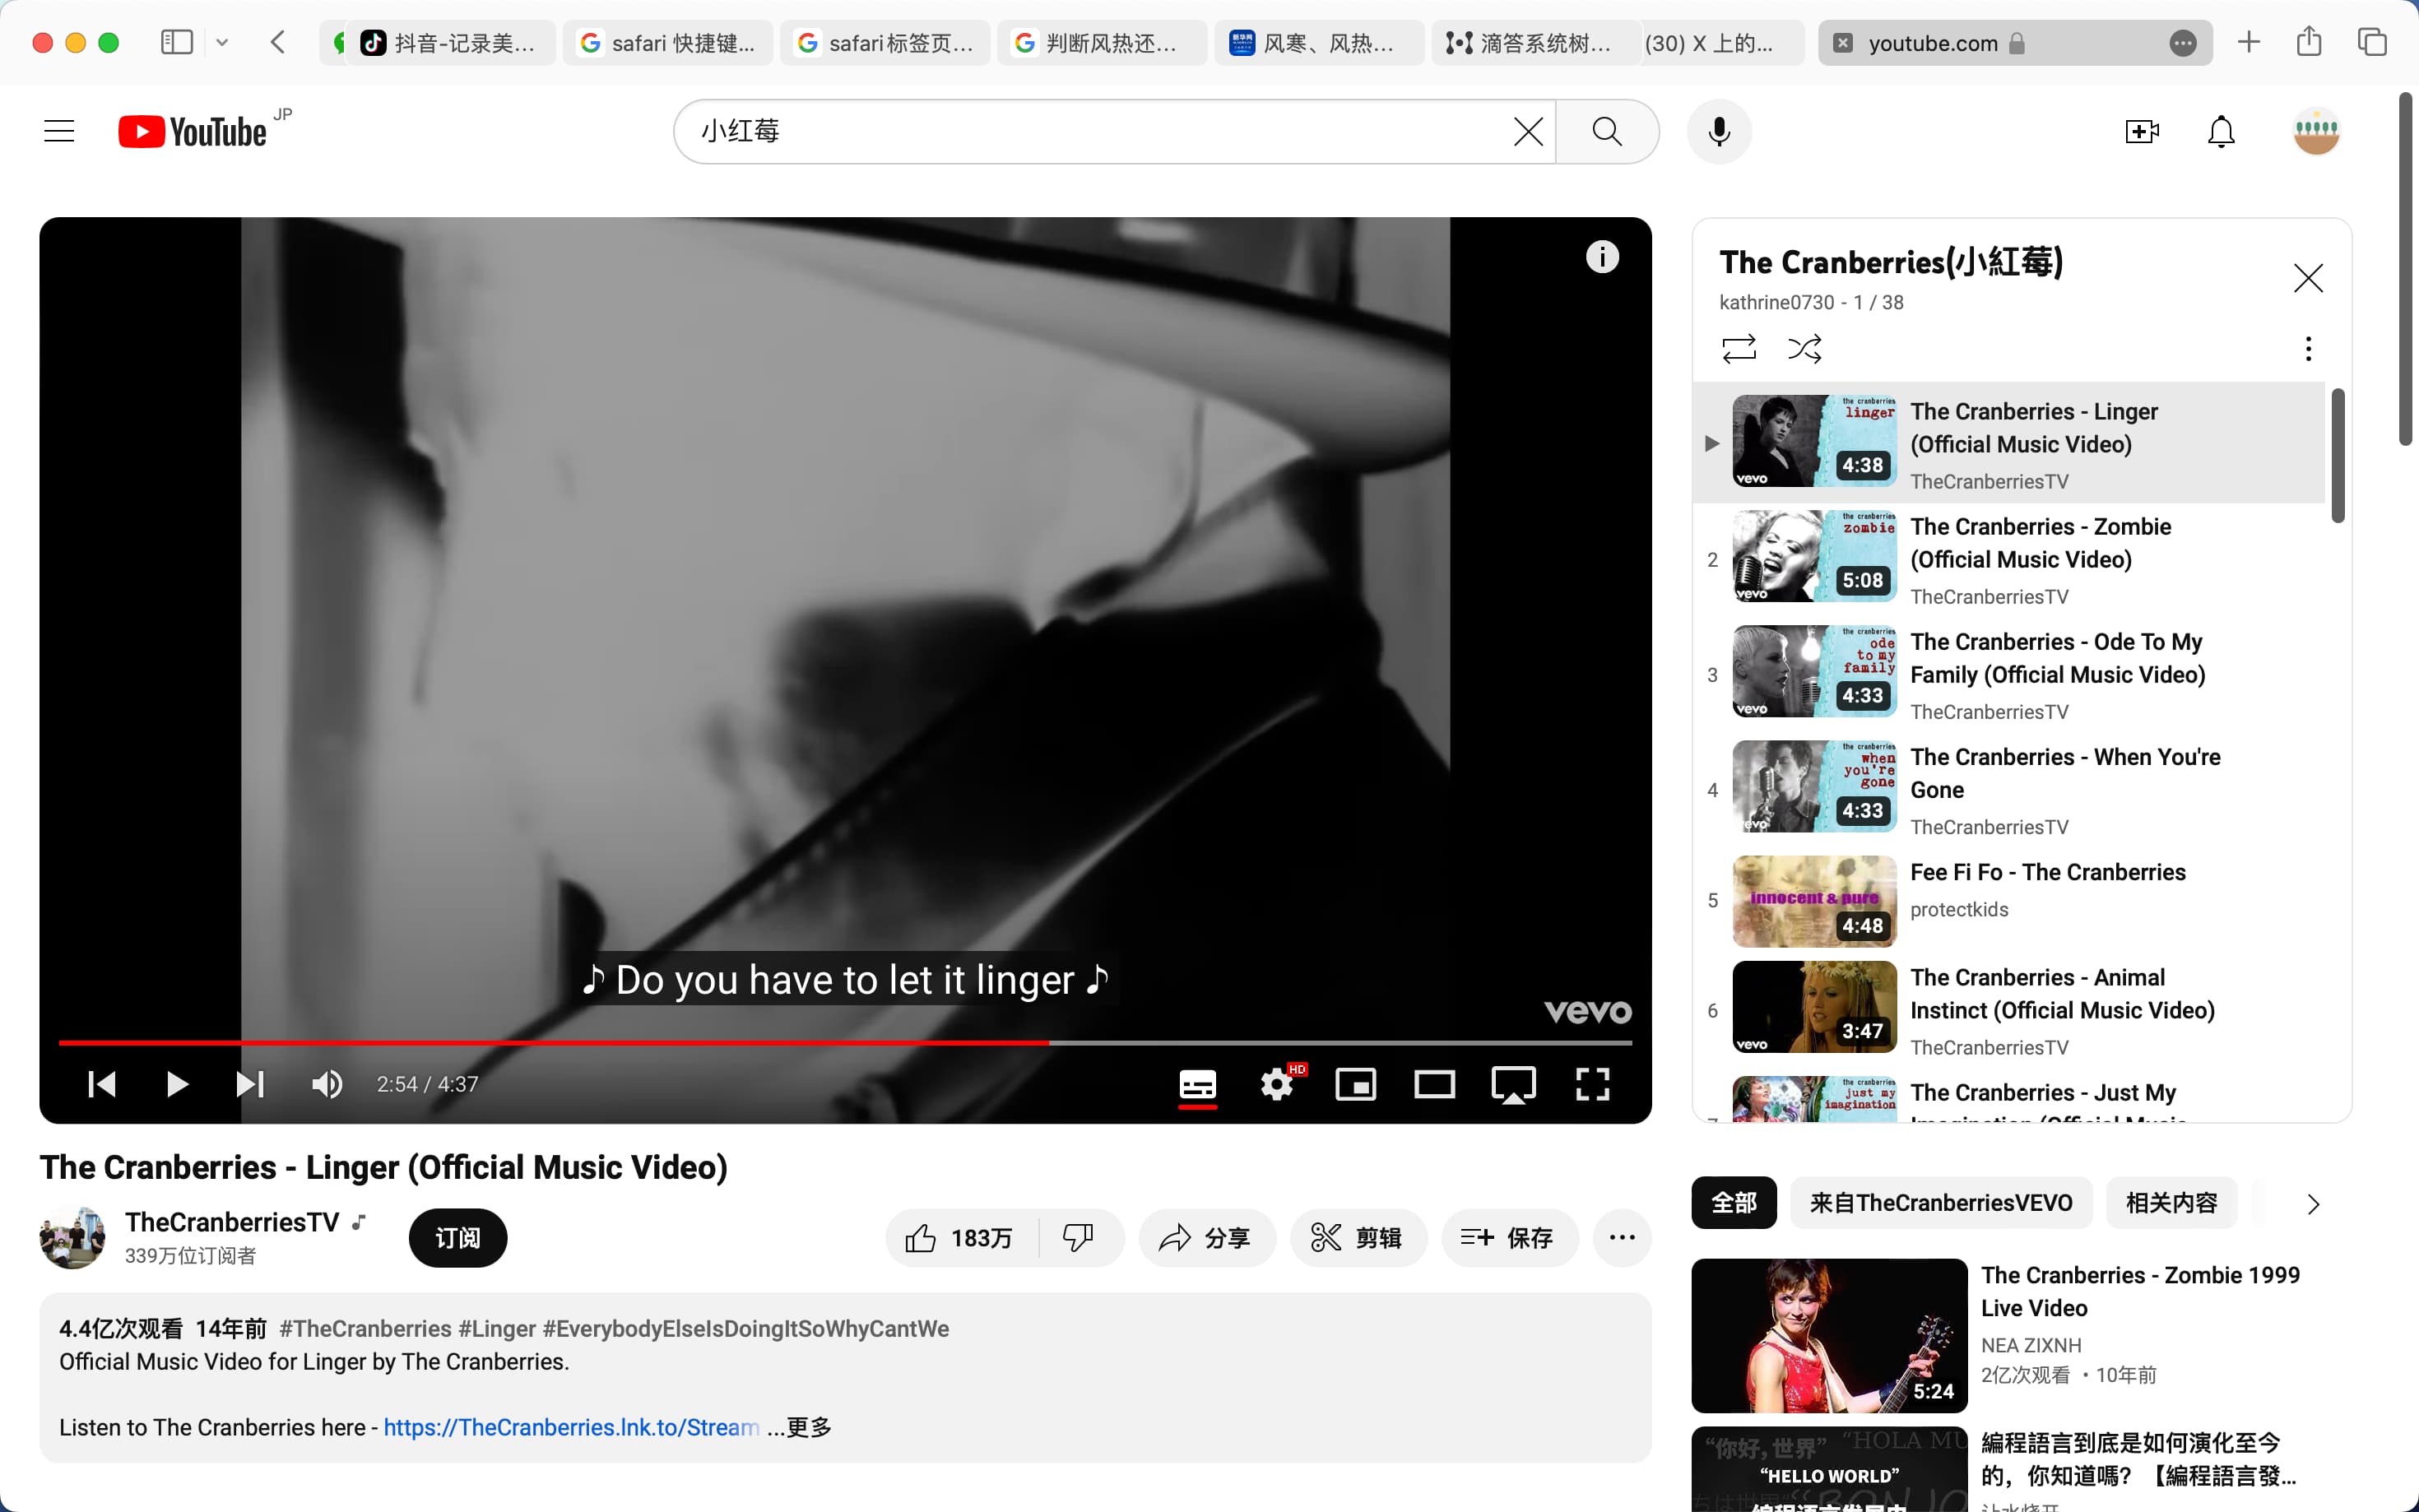 抖音-记录美...
safari 快捷键...
safari标签页...
判断风热还...
风寒、风热...
滴答系统树...
(30) X 上的...
youtube.com
YouTube JP
小红莓
The Cranberries(小紅莓)
kathrine0730 - 1 / 38
the cranberries
linger
vevo
4:38
The Cranberries - Linger
(Official Music Video)
TheCranberriesTV
2
the cranberries
zombie
vevo
5:08
The Cranberries - Zombie
(Official Music Video)
TheCranberriesTV
3
the cranberries
ode
to my
family
vevo
4:33
The Cranberries - Ode To My
Family (Official Music Video)
TheCranberriesTV
4
the cranberries
when
you're
gone
vevo
4:33
The Cranberries - When You're
Gone
TheCranberriesTV
5
innocent & pure
4:48
Fee Fi Fo - The Cranberries
protectkids
6
vevo
3:47
The Cranberries - Animal
Instinct (Official Music Video)
TheCranberriesTV
the cranberries
just my
imagination
The Cranberries - Just My
Imagination (Official Music
♪ Do you have to let it linger ♪
vevo
2:54 / 4:37
HD
The Cranberries - Linger (Official Music Video)
TheCranberriesTV
339万位订阅者
订阅
183万
分享
剪辑
保存
4.4亿次观看 14年前 #TheCranberries #Linger #EverybodyElseIsDoingItSoWhyCantWe
Official Music Video for Linger by The Cranberries.
Listen to The Cranberries here - https://TheCranberries.lnk.to/Stream ...更多
全部
来自TheCranberriesVEVO
相关内容
5:24
The Cranberries - Zombie 1999
Live Video
NEA ZIXNH
2亿次观看 • 10年前
“你好, 世界” “HOLA MU
“HELLO WORLD”
編程語言到底是如何演化至今
的，你知道嗎？【編程語言發...